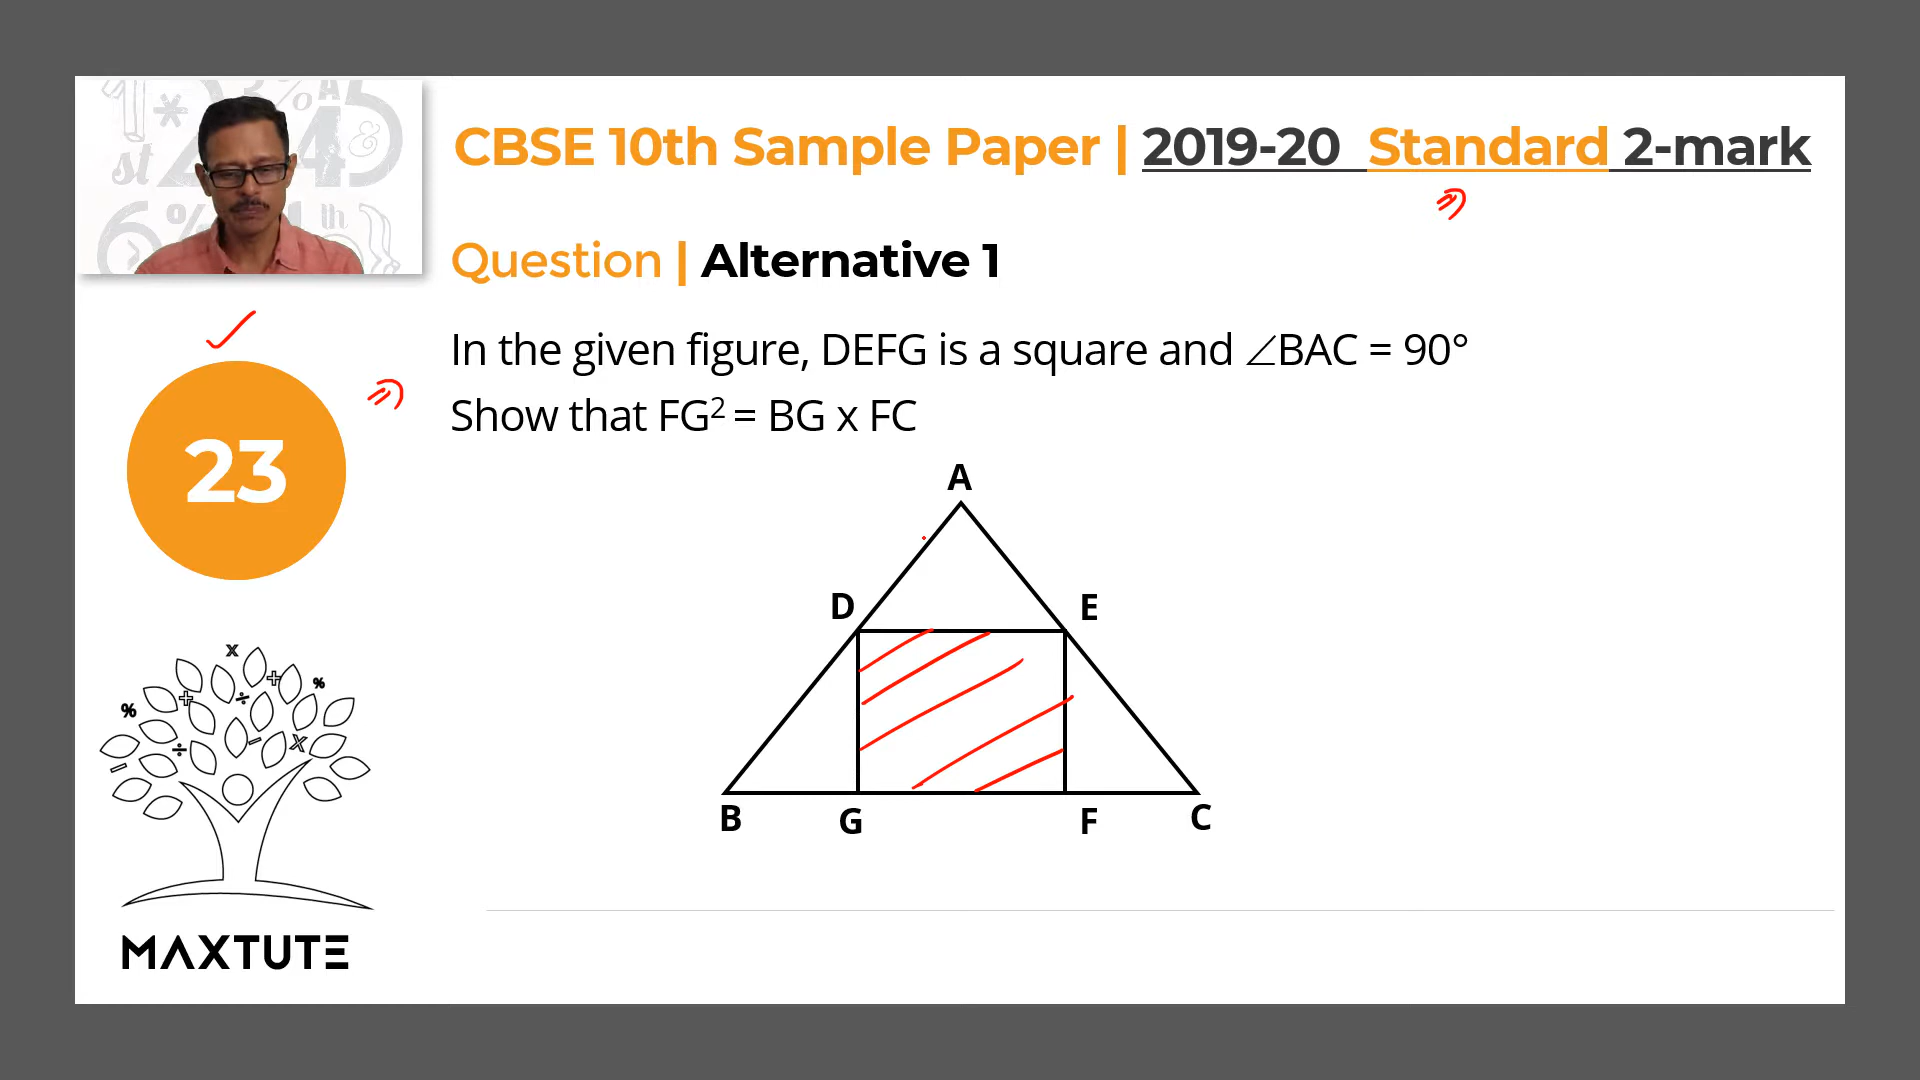 CBSE 10th Sample Paper | 2019-20 Standard 2-mark
Question | Alternative 1
In the given figure, DEFG is a square and ∠BAC = 90°
Show that FG² = BG x FC
23
A
D
E
B
G
F
C
MAXTUTE